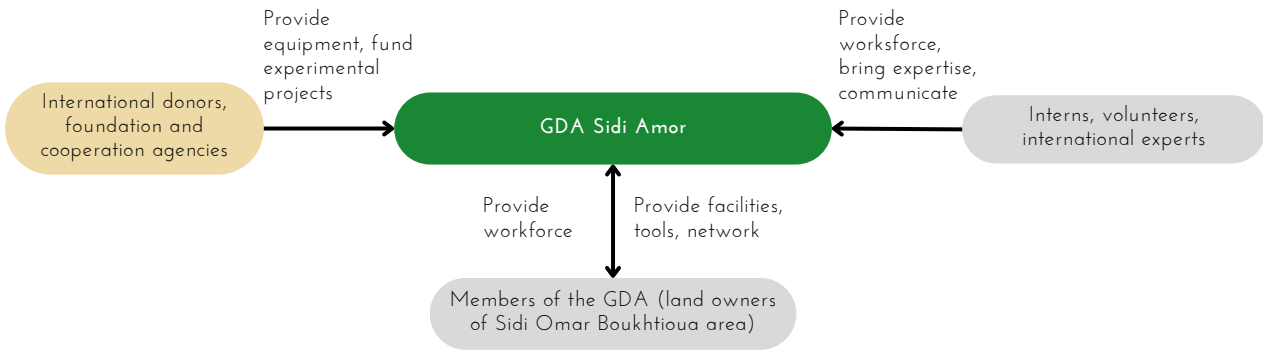 Provide
equipment, fund
experimental
projects
Provide
worksforce,
bring expertise,
communicate
International donors,
foundation and
cooperation agencies
GDA Sidi Amor
Interns, volunteers,
international experts
Provide
workforce
Provide facilities,
tools, network
Members of the GDA (land owners
of Sidi Omar Boukhtioua area)